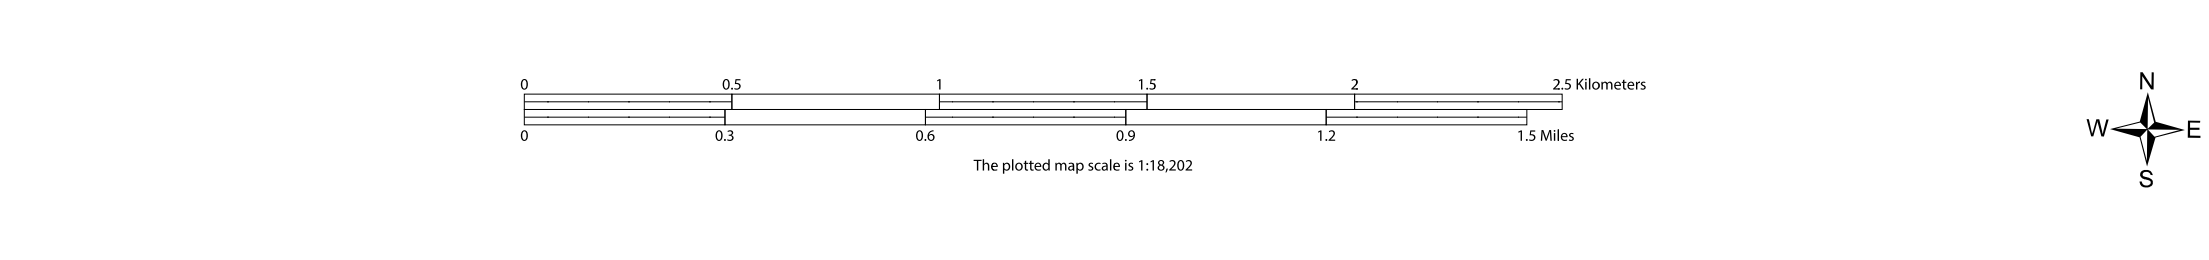 0 0.5 1 1.5 2 2.5 Kilometers
0 0.3 0.6 0.9 1.2 1.5 Miles
The plotted map scale is 1:18,202
N
W E
S